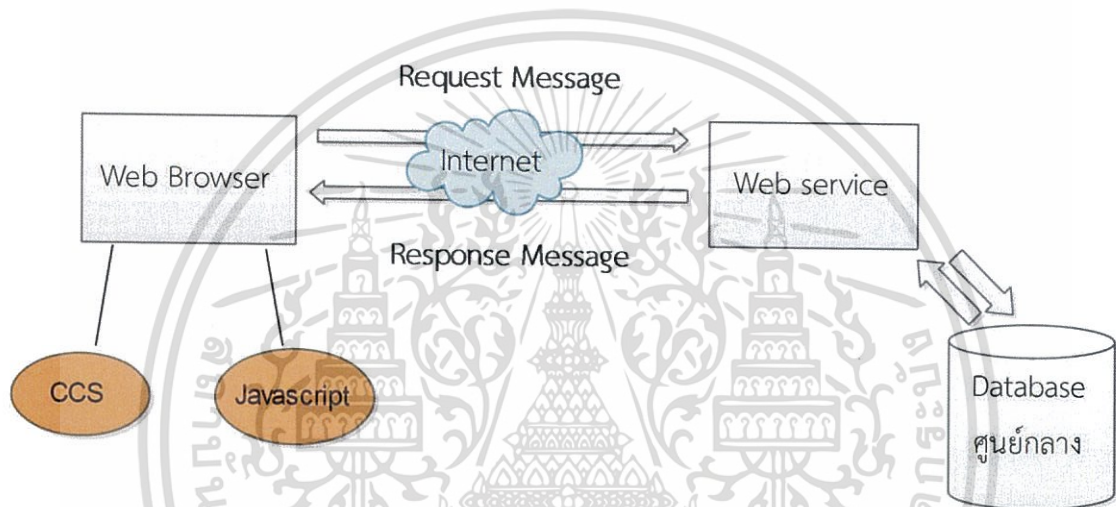 Request Message
Web Browser
Internet
Web service
Response Message
CCS
Javascript
Database
ศูนย์กลาง